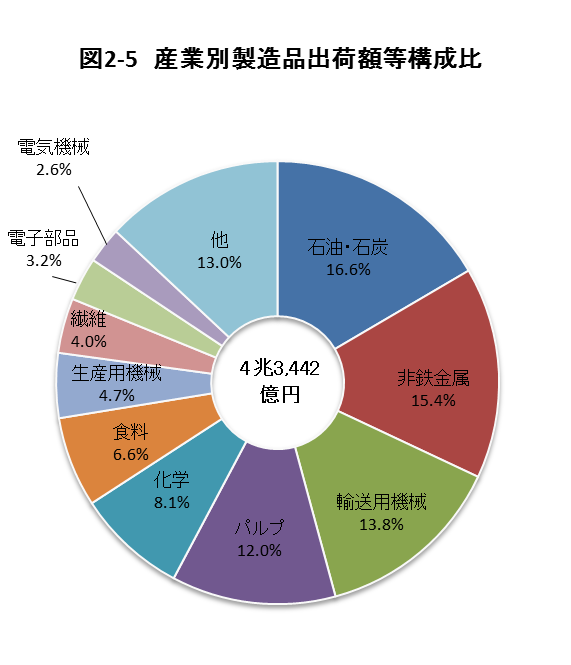 図2-5 産業別製造品出荷額等構成比
石油・石炭
16.6%
非鉄金属
15.4%
輸送用機械
13.8%
パルプ
12.0%
化学
8.1%
食料
6.6%
生産用機械
4.7%
繊維
4.0%
電子部品
3.2%
電気機械
2.6%
他
13.0%
４兆3,442
億円